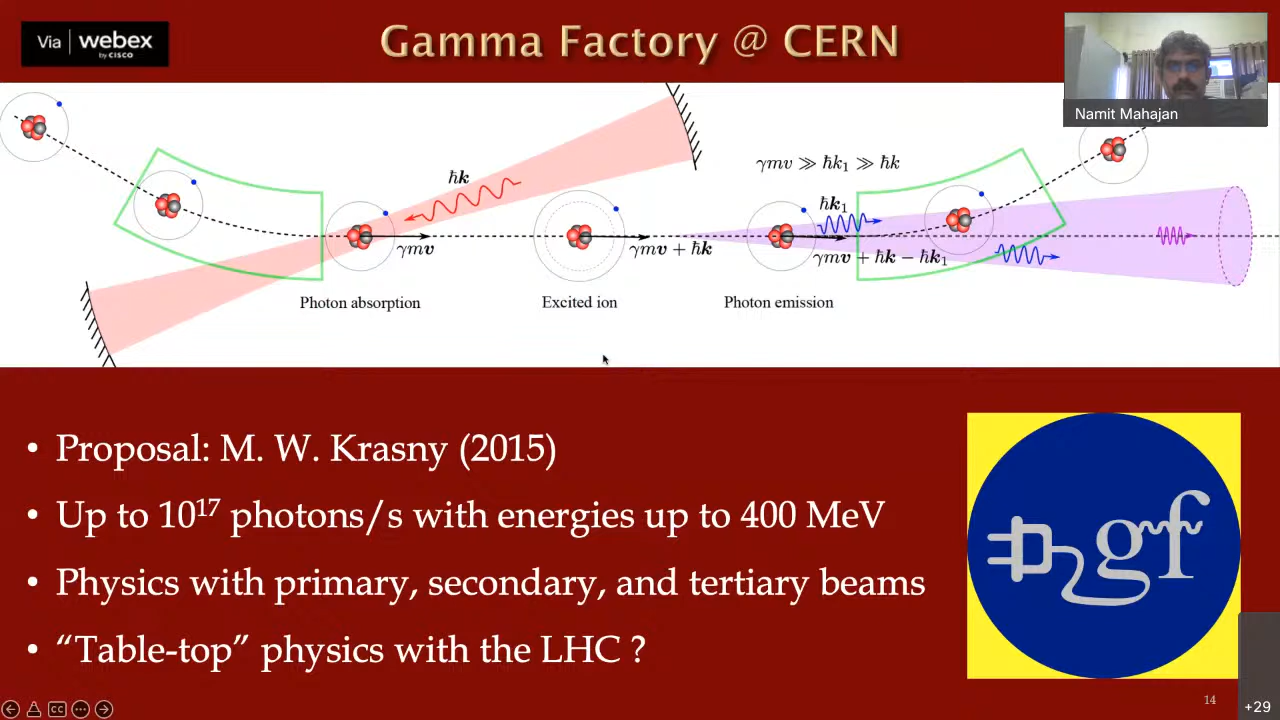 Via webex
by CISCO
Gamma Factory @ CERN
Namit Mahajan
γmv ≫ ħk₁ ≫ ħk
ħk
ħk₁
γmv
γmv + ħk
γmv + ħk − ħk₁
Photon absorption
Excited ion
Photon emission
• Proposal: M. W. Krasny (2015)
• Up to 10¹⁷ photons/s with energies up to 400 MeV
• Physics with primary, secondary, and tertiary beams
• “Table-top” physics with the LHC ?
gf
14
CC
+29